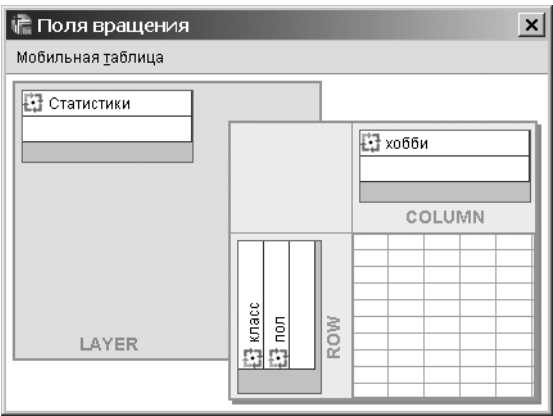 Поля вращения
Мобильная таблица
Статистики
хобби
COLUMN
класс
пол
ROW
LAYER